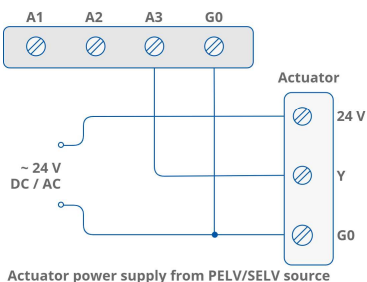 A1 A2 A3 G0
Actuator
24 V
~ 24 V
DC / AC
Y
G0
Actuator power supply from PELV/SELV source